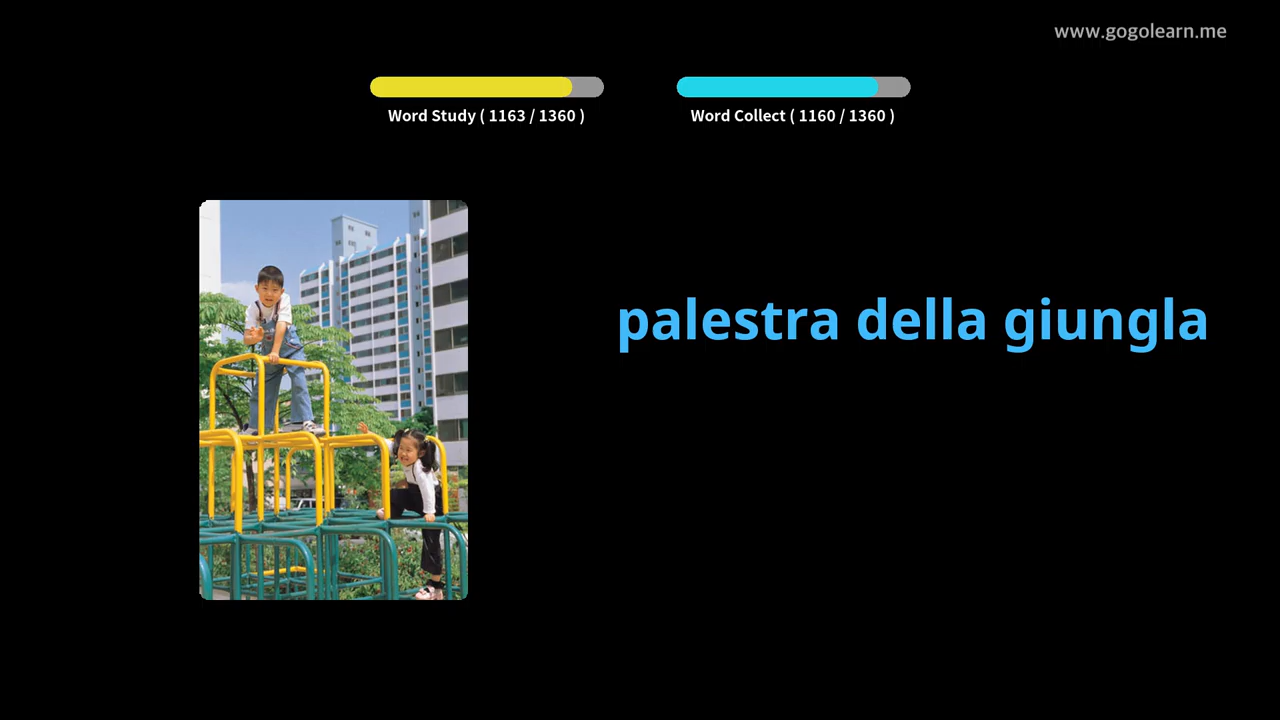 www.gogolearn.me
Word Study ( 1163 / 1360 )
Word Collect ( 1160 / 1360 )
palestra della giungla